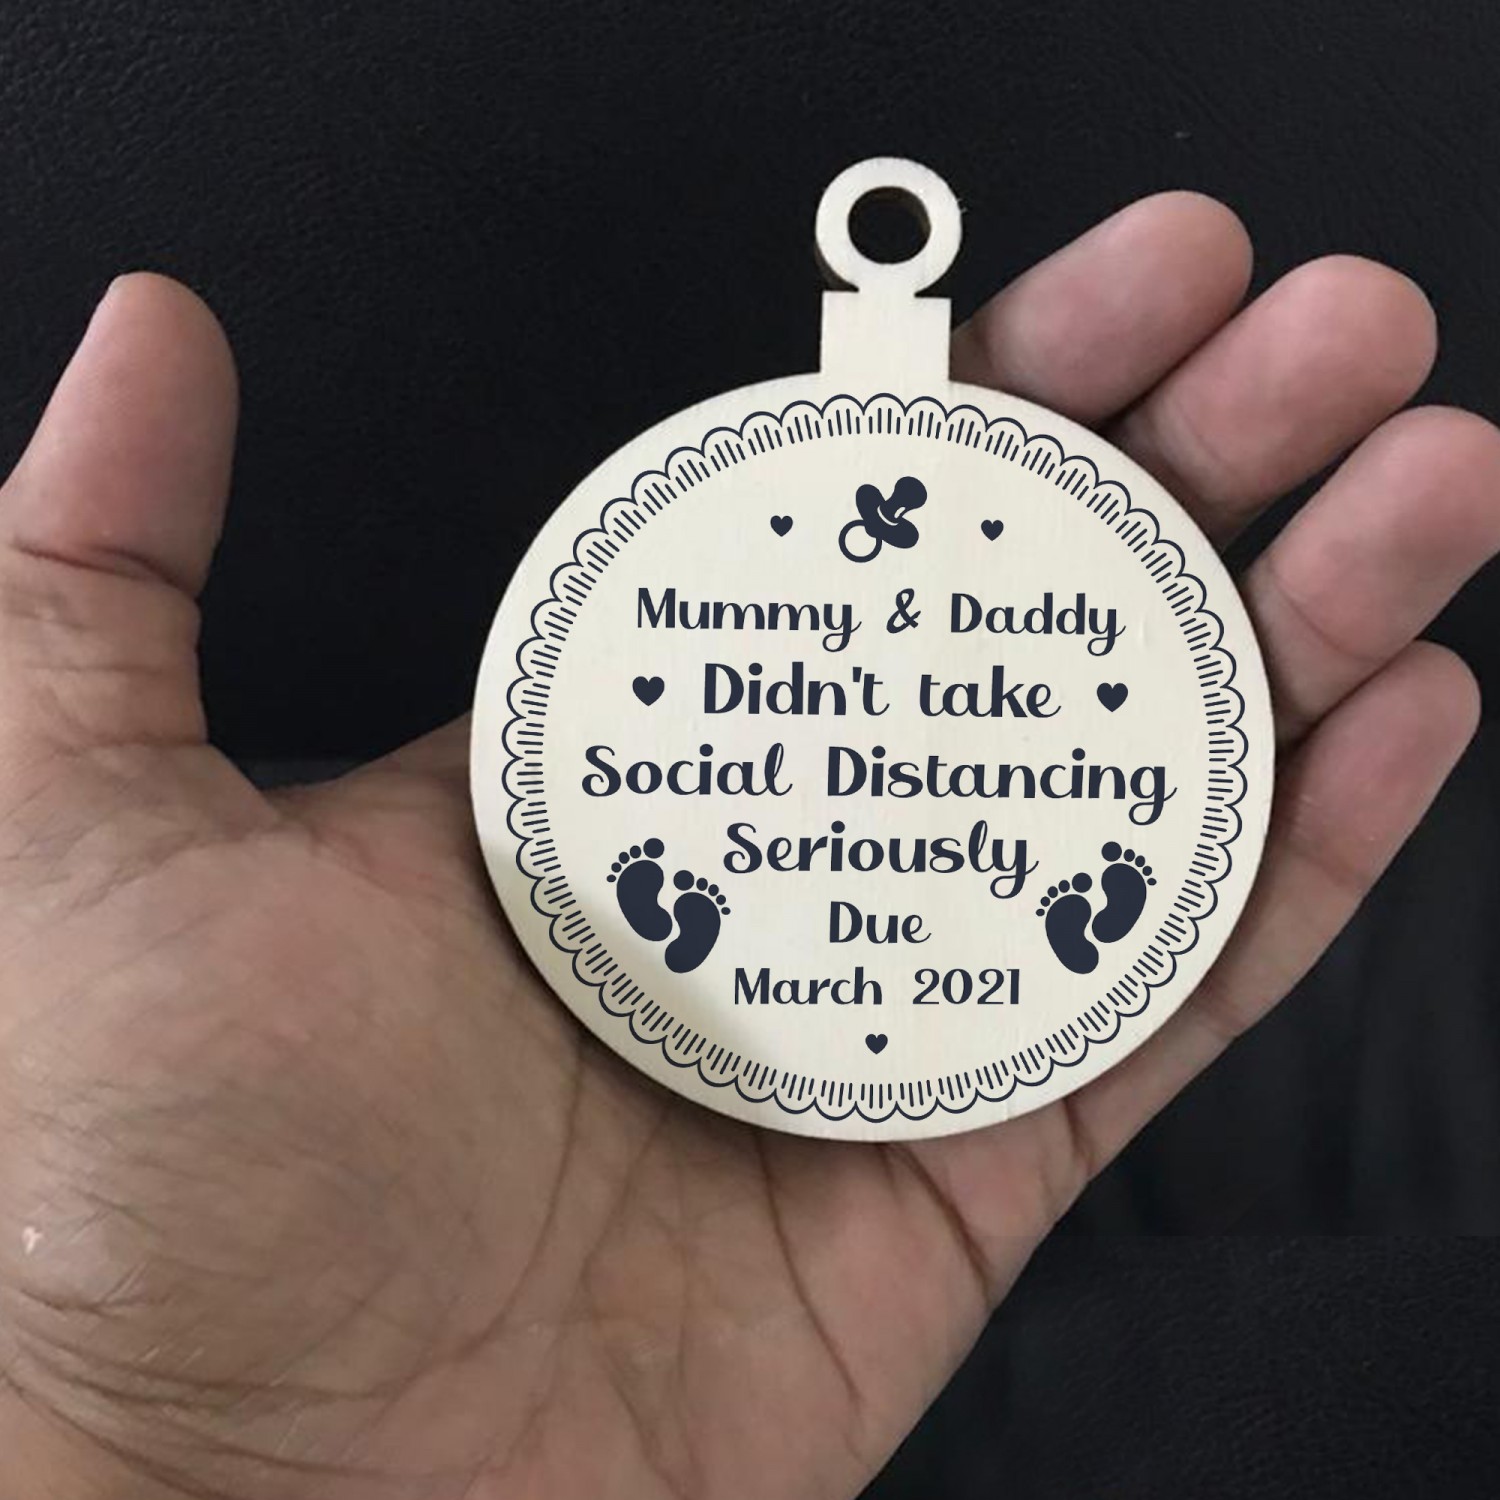 Mummy & Daddy
Didn't take
Social Distancing
Seriously
Due
March 2021